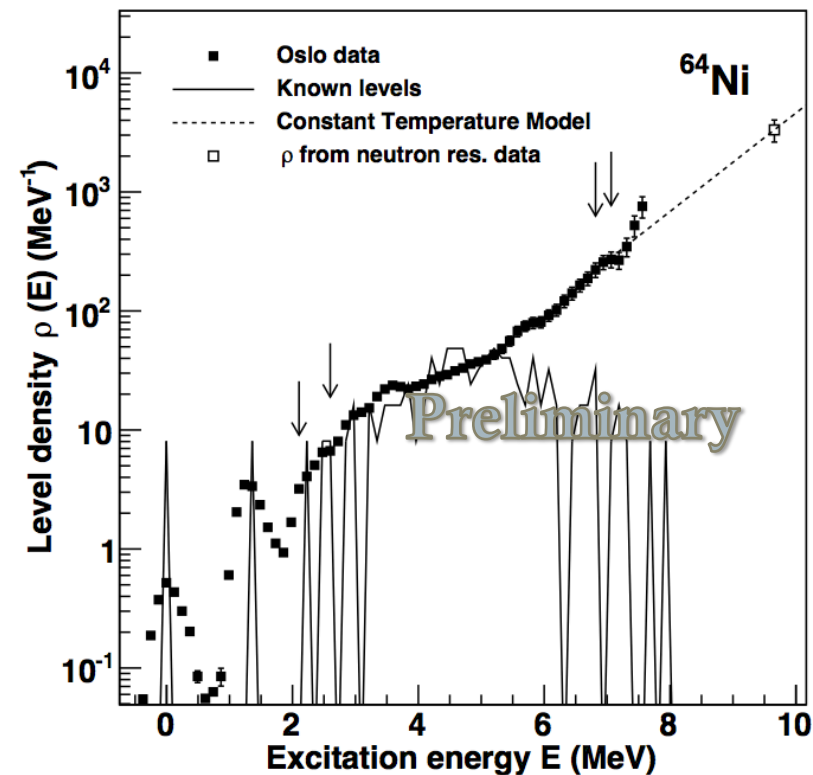 Oslo data
Known levels
Constant Temperature Model
ρ from neutron res. data
⁶⁴Ni
Preliminary
Level density ρ (E) (MeV⁻¹)
10⁴
10³
10²
10
1
10⁻¹
0 2 4 6 8 10
Excitation energy E (MeV)